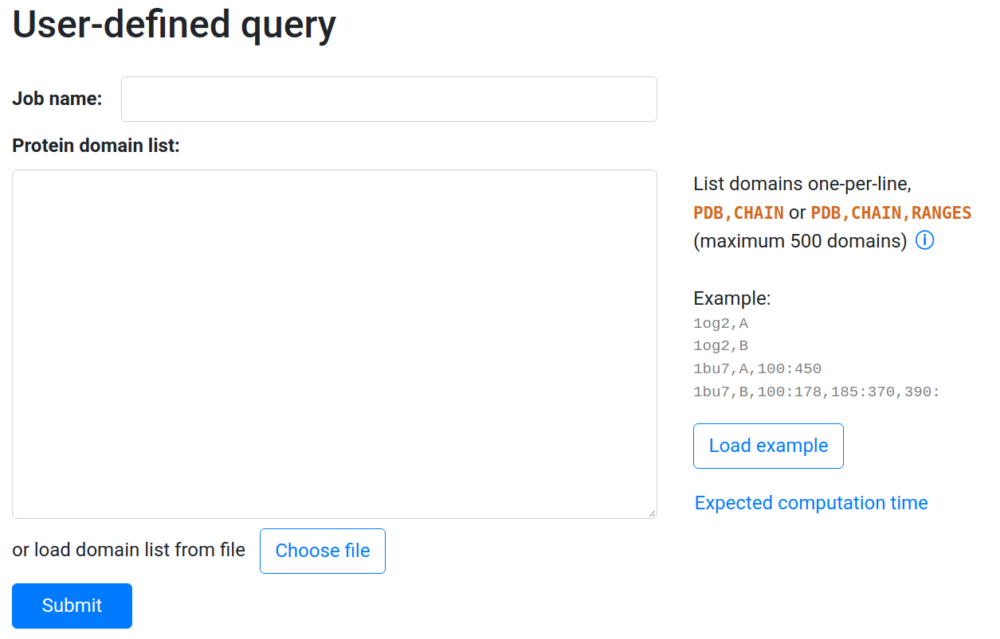 User-defined query
Job name:
Protein domain list:
List domains one-per-line,
PDB,CHAIN or PDB,CHAIN,RANGES
(maximum 500 domains)
Example:
1og2,A
1og2,B
1bu7,A,100:450
1bu7,B,100:178,185:370,390:
Load example
Expected computation time
or load domain list from file Choose file
Submit